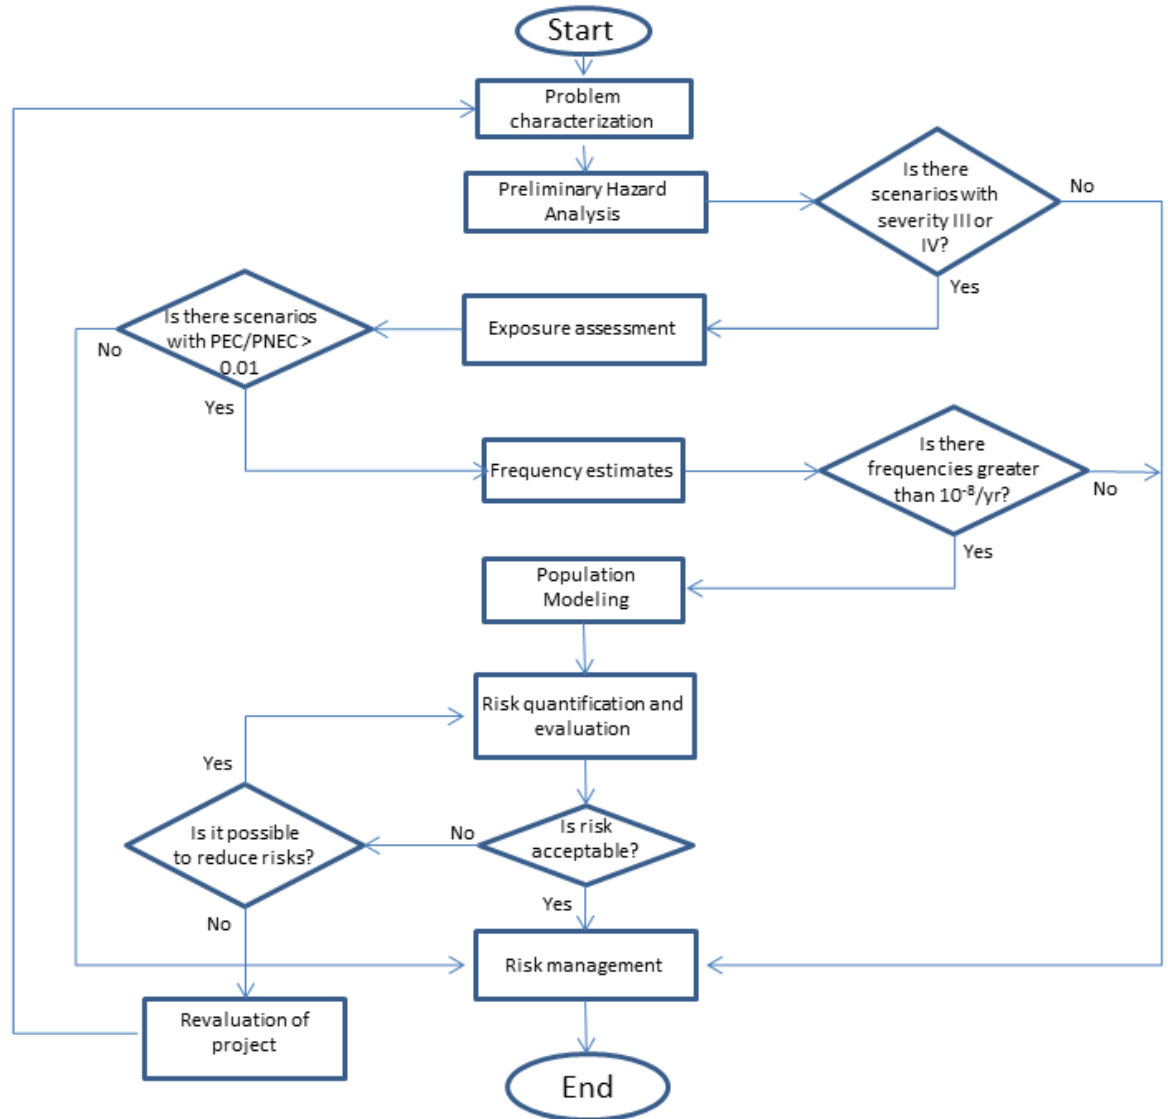 Start
Problem
characterization
Preliminary Hazard
Analysis
Is there
scenarios with
severity III or
IV?
No
Yes
Exposure assessment
Is there scenarios
with PEC/PNEC >
0.01
No
Yes
Frequency estimates
Is there
frequencies greater
than 10⁻⁸/yr?
No
Yes
Population
Modeling
Risk quantification and
evaluation
Yes
Is it possible
to reduce risks?
No
Is risk
acceptable?
Yes
No
Risk management
Revaluation of
project
End